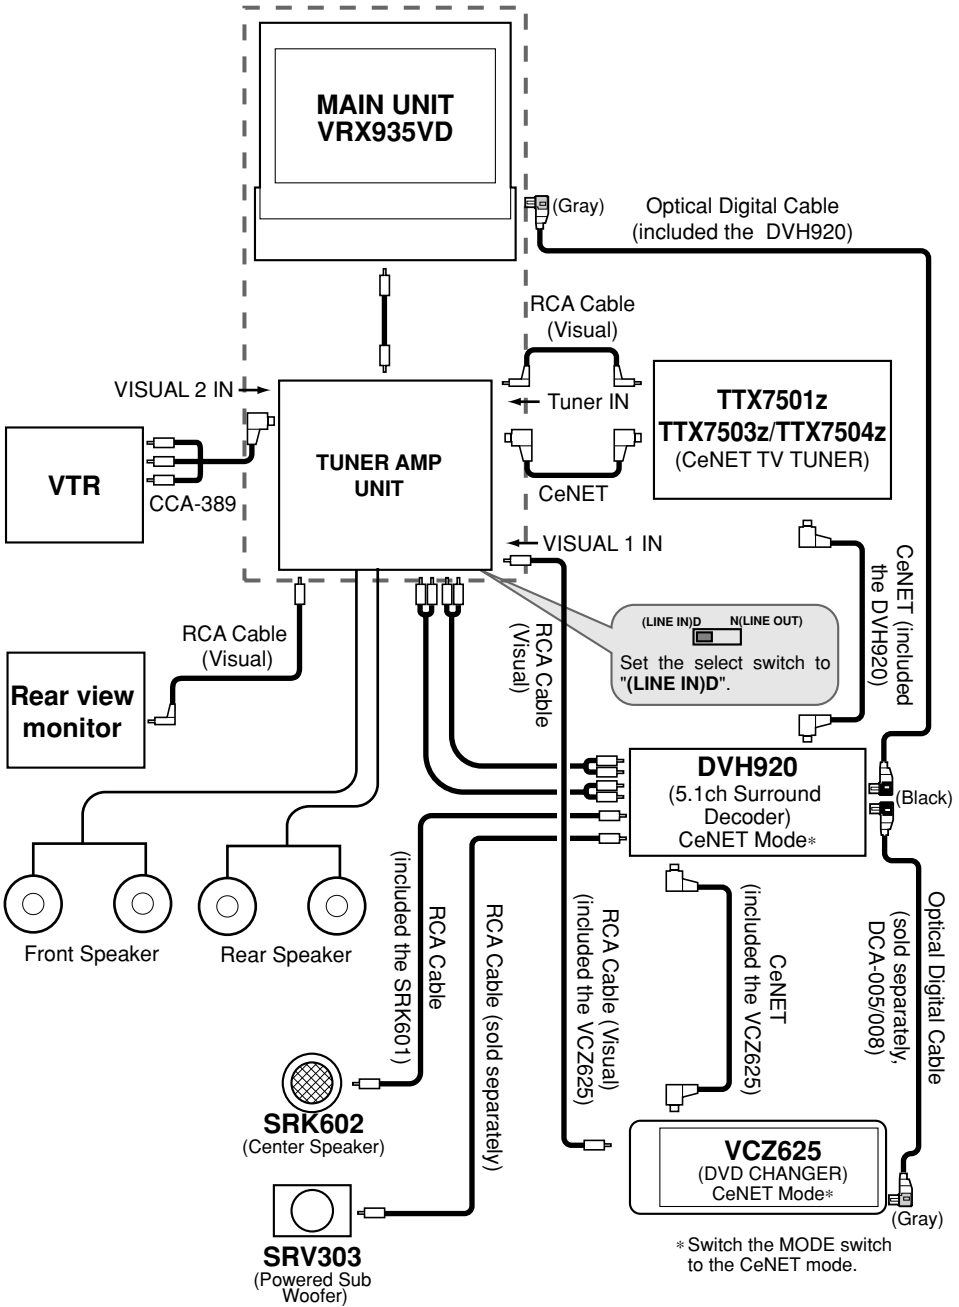 MAIN UNIT
VRX935VD
(Gray)
Optical Digital Cable
(included the DVH920)
RCA Cable
(Visual)
VISUAL 2 IN
Tuner IN
TTX7501z
TTX7503z/TTX7504z
(CeNET TV TUNER)
VTR
CCA-389
TUNER AMP
UNIT
CeNET
VISUAL 1 IN
CeNET (included
the DVH920)
(LINE IN)D N(LINE OUT)
Set the select switch to
"(LINE IN)D".
RCA Cable
(Visual)
RCA Cable
(Visual)
Rear view
monitor
DVH920
(5.1ch Surround
Decoder)
CeNET Mode*
(Black)
Front Speaker
Rear Speaker
RCA Cable
(included the SRK601)
RCA Cable (sold separately)
RCA Cable (Visual)
(included the VCZ625)
CeNET
(included the VCZ625)
Optical Digital Cable
(sold separately,
DCA-005/008)
SRK602
(Center Speaker)
VCZ625
(DVD CHANGER)
CeNET Mode*
(Gray)
SRV303
(Powered Sub
Woofer)
* Switch the MODE switch
to the CeNET mode.